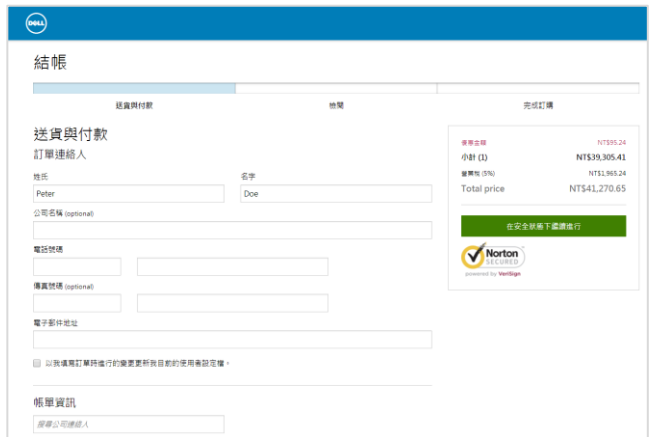 DELL
結帳
送貨與付款
檢閱
完成訂購
送貨與付款
訂單連絡人
姓氏
名字
Peter
Doe
公司名稱 (optional)
電話號碼
傳真號碼 (optional)
電子郵件地址
以我填寫訂單時進行的變更更新我目前的使用者設定檔。
帳單資訊
搜尋公司連絡人
優惠金額 NT$95.24
小計 (1) NT$39,305.41
營業稅 (5%) NT$1,965.24
Total price NT$41,270.65
在安全狀態下繼續進行
Norton
SECURED
powered by VeriSign